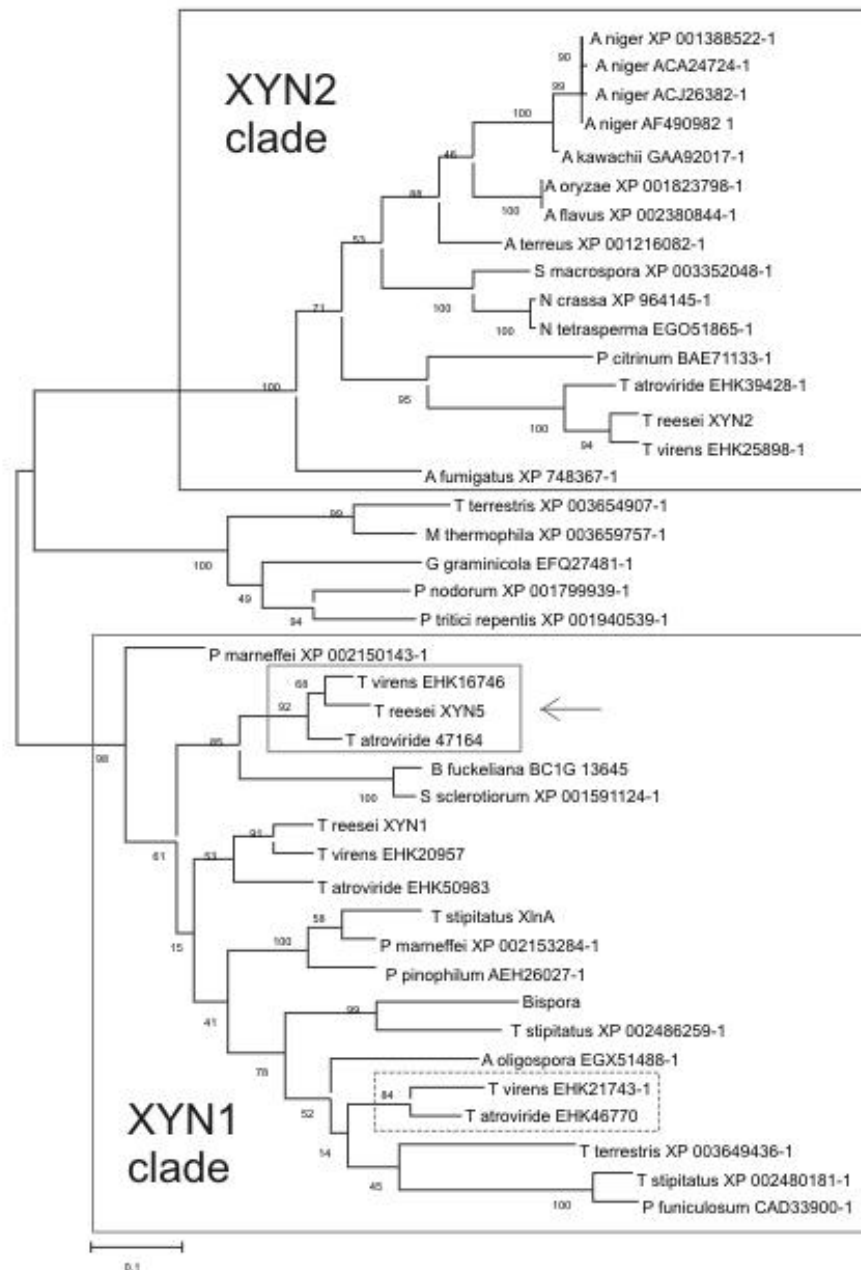 XYN2
clade
A niger XP 001388522-1
90
A niger ACA24724-1
99
A niger ACJ26382-1
100
A niger AF490982 1
46
A kawachii GAA92017-1
A oryzae XP 001823798-1
88
100
A flavus XP 002380844-1
53
A terreus XP 001216082-1
S macrospora XP 003352048-1
N crassa XP 964145-1
71
100
100
N tetrasperma EGO51865-1
P citrinum BAE71133-1
100
95
T atroviride EHK39428-1
T reesei XYN2
100
94
T virens EHK25898-1
A fumigatus XP 748367-1
T terrestris XP 003654907-1
99
M thermophila XP 003659757-1
100
G graminicola EFQ27481-1
49
P nodorum XP 001799939-1
94
P tritici repentis XP 001940539-1
P marneffei XP 002150143-1
68
T virens EHK16746
92
T reesei XYN5
85
T atroviride 47164
98
B fuckeliana BC1G 13645
100
S sclerotiorum XP 001591124-1
T reesei XYN1
91
61
53
T virens EHK20957
T atroviride EHK50983
58
T stipitatus XlnA
15
100
P marneffei XP 002153284-1
P pinophilum AEH26027-1
41
Bispora
99
T stipitatus XP 002486259-1
78
A oligospora EGX51488-1
84
T virens EHK21743-1
52
T atroviride EHK46770
XYN1
clade
14
T terrestris XP 003649436-1
45
T stipitatus XP 002480181-1
100
P funiculosum CAD33900-1
0.1